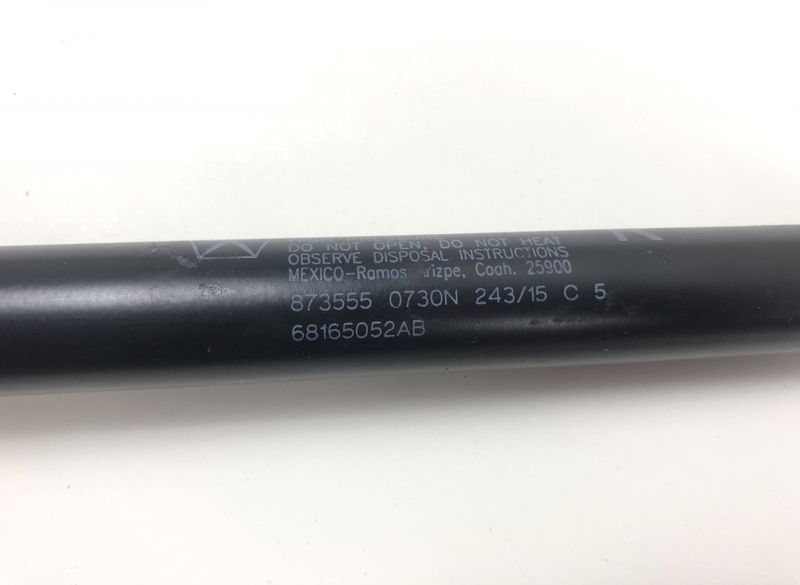 DO NOT OPEN. DO NOT HEAT
OBSERVE DISPOSAL INSTRUCTIONS
MEXICO-Ramos rizpe, Coah. 25900
873555 0730N 243/15 C 5
68165052AB